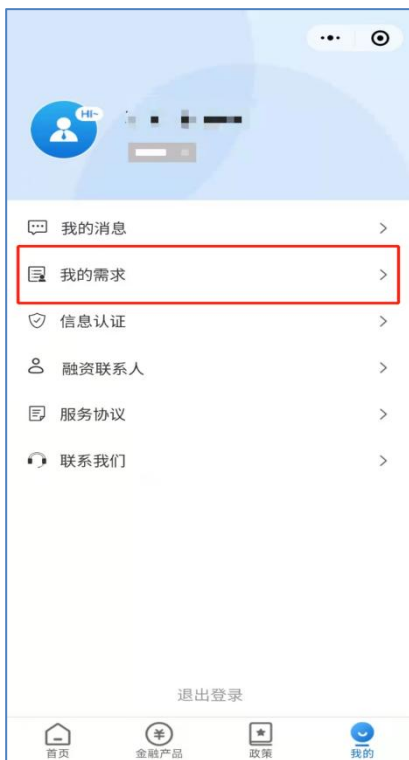 HI~
我的消息
我的需求
信息认证
融资联系人
服务协议
联系我们
退出登录
首页
金融产品
政策
我的